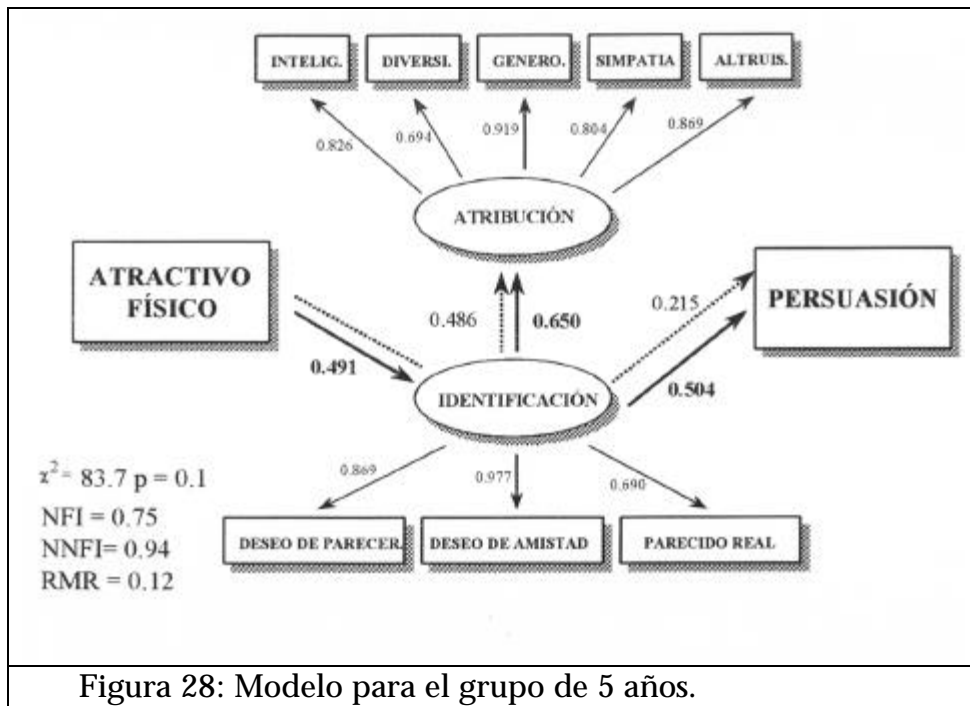 INTELIG. DIVERSI. GENERO. SIMPATIA ALTRUIS.
0.826 0.694 0.919 0.804 0.869
ATRIBUCIÓN
ATRACTIVO
FÍSICO
PERSUASIÓN
0.486 0.650 0.215
0.491 0.504
IDENTIFICACIÓN
0.869 0.977 0.690
DESEO DE PARECER. DESEO DE AMISTAD PARECIDO REAL
χ² = 83.7 p = 0.1
NFI = 0.75
NNFI= 0.94
RMR = 0.12
Figura 28: Modelo para el grupo de 5 años.